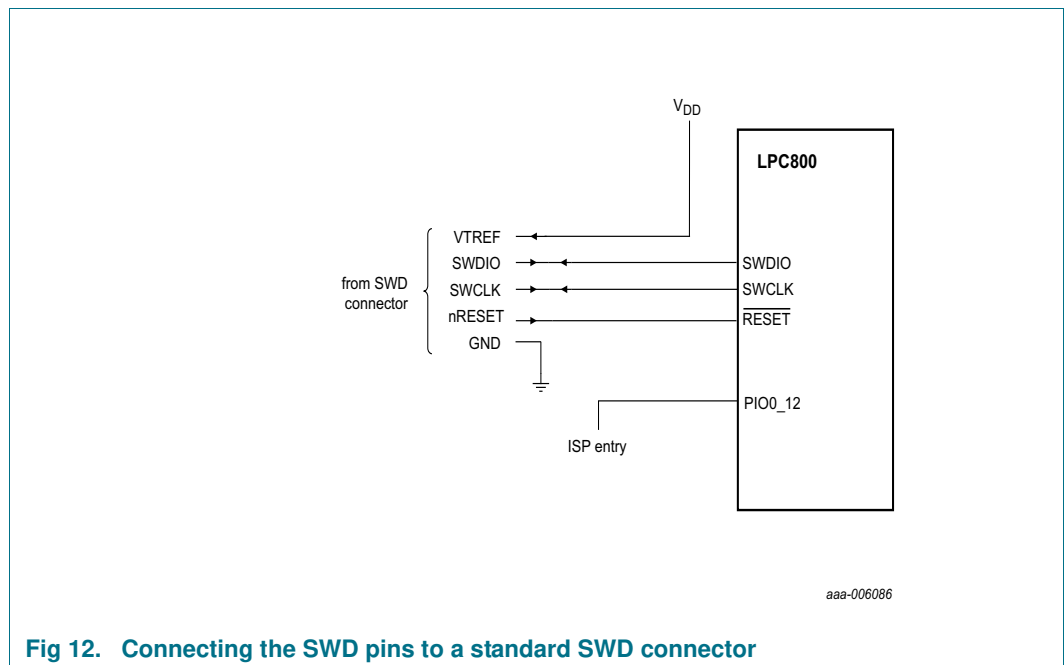 VDD
LPC800
VTREF
SWDIO
SWDIO
from SWD
connector
SWCLK
SWCLK
nRESET
RESET
GND
PIO0_12
ISP entry
aaa-006086
Fig 12. Connecting the SWD pins to a standard SWD connector